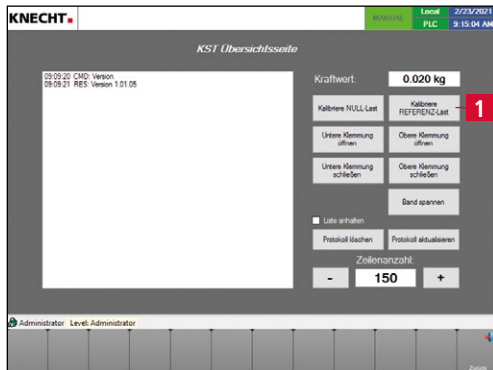 KNECHT.
MANUAL
Local
PLC
2/23/2021
9:15:04 AM
KST Übersichtsseite
09:09:20 CMD: Version
09:09:21 RES: Version 1.01.05
Kraftwert:
0.020 kg
Kalibriere NULL-Last
Kalibriere
REFERENZ-Last
1
Untere Klemmung
öffnen
Obere Klemmung
öffnen
Untere Klemmung
schließen
Obere Klemmung
schließen
Band spannen
Liste anhalten
Protokoll löschen
Protokoll aktualisieren
Zeilenanzahl:
-
150
+
Administrator Level: Administrator
Zurück